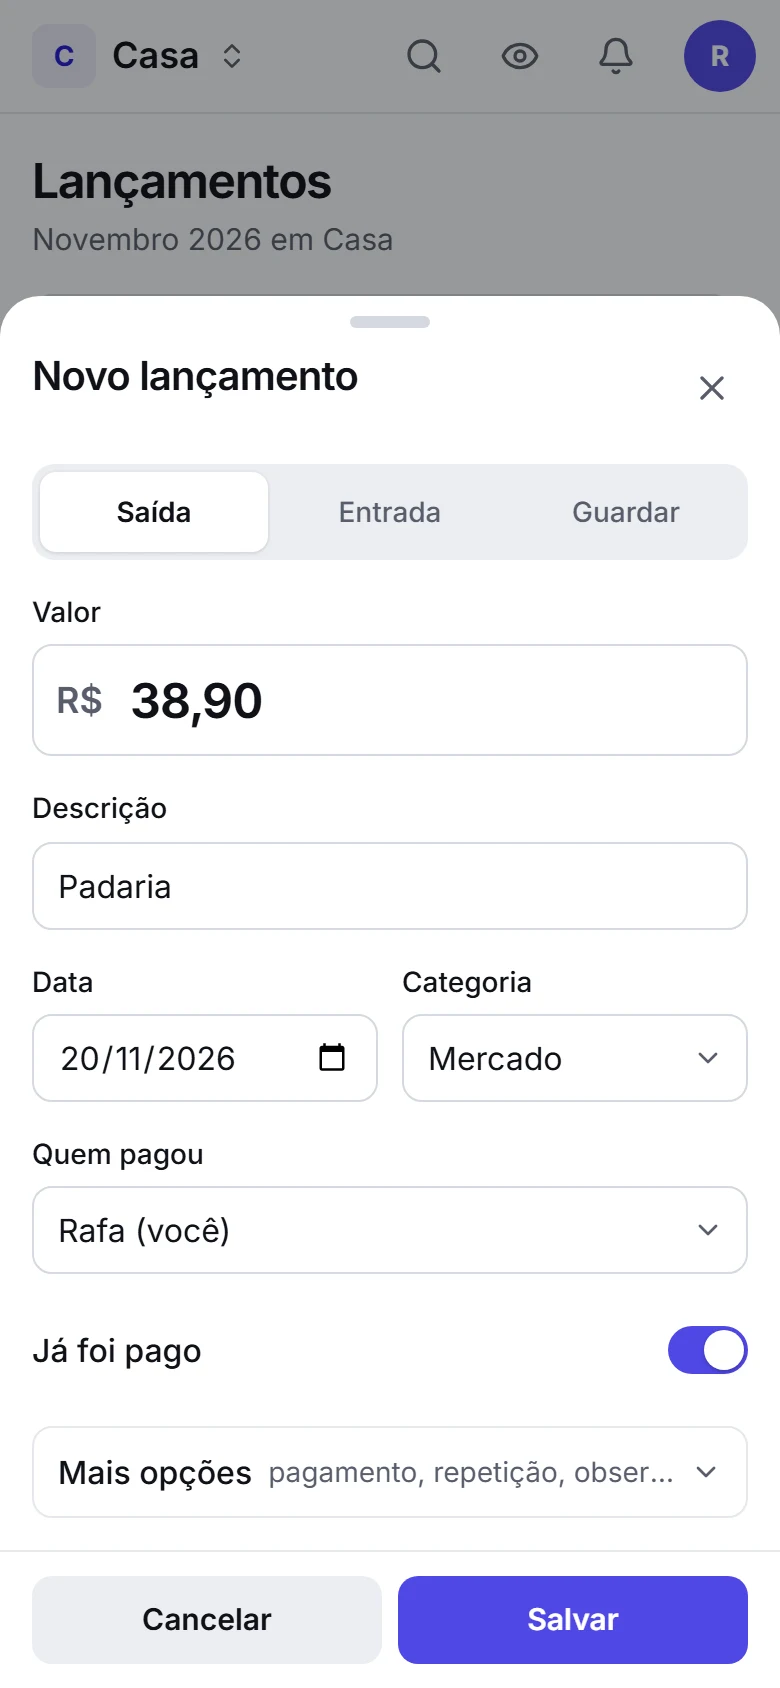 C Casa R
Lançamentos
Novembro 2026 em Casa
Novo lançamento
Saída Entrada Guardar
Valor
R$ 38,90
Descrição
Padaria
Data Categoria
20/11/2026 Mercado
Quem pagou
Rafa (você)
Já foi pago
Mais opções pagamento, repetição, obser...
Cancelar Salvar